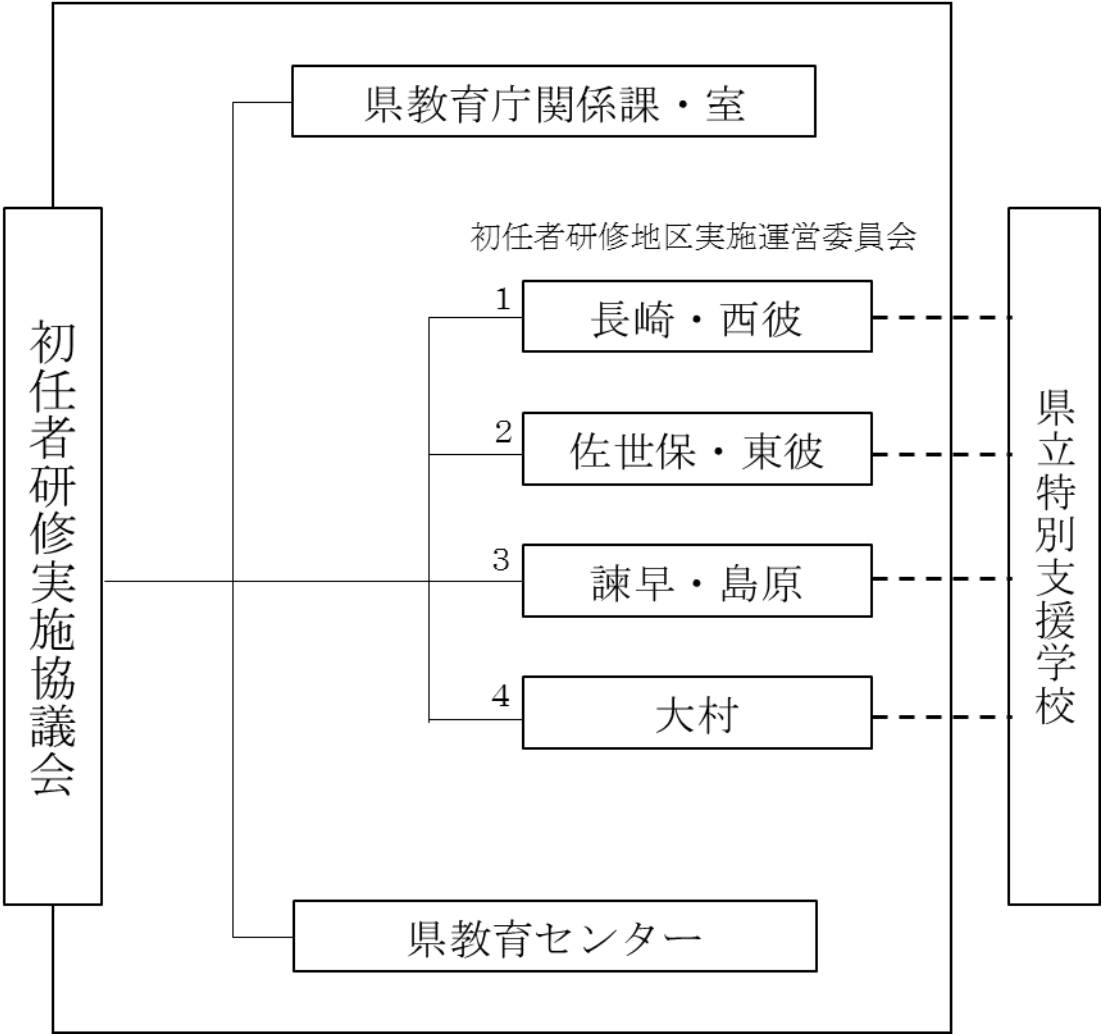 県教育庁関係課・室
初任者研修地区実施運営委員会
初任者研修実施協議会
1
長崎・西彼
2
佐世保・東彼
3
諫早・島原
4
大村
県立特別支援学校
県教育センター